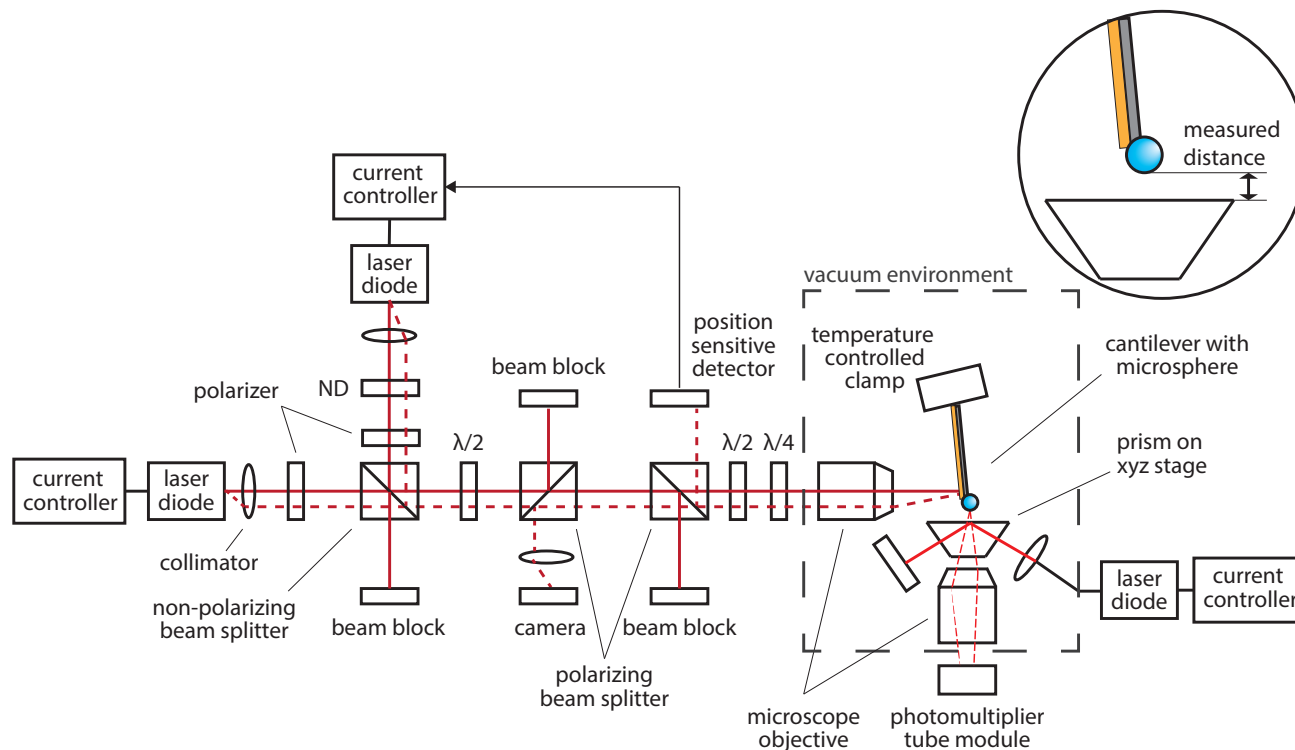 measured
distance
current
controller
laser
diode
vacuum environment
position
sensitive
detector
temperature
controlled
clamp
cantilever with
microsphere
beam block
ND
polarizer
λ/2
λ/2
λ/4
prism on
xyz stage
current
controller
laser
diode
collimator
non-polarizing
beam splitter
beam block
camera
beam block
polarizing
beam splitter
laser
diode
current
controller
microscope
objective
photomultiplier
tube module